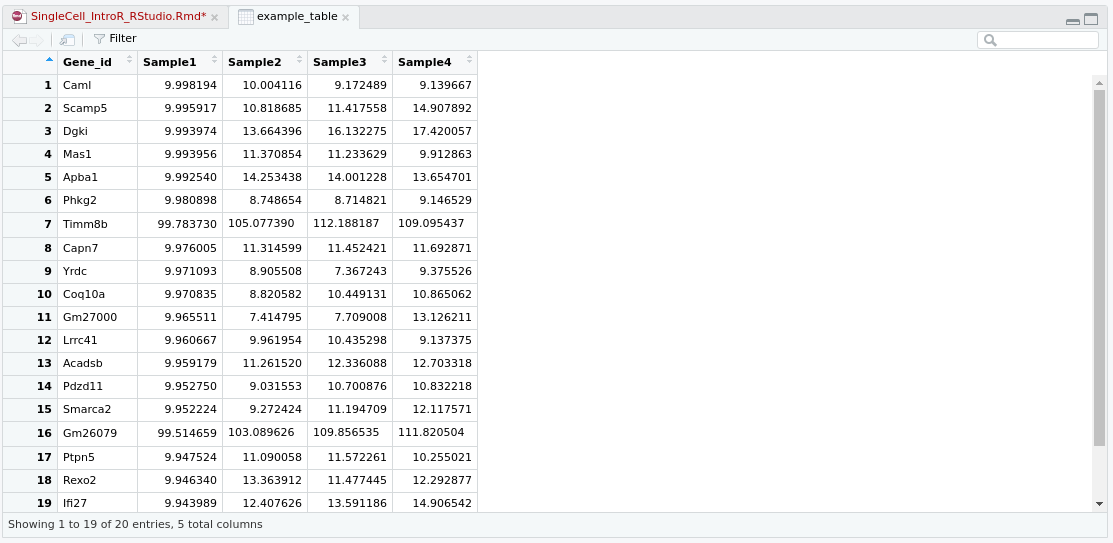 SingleCell_IntroR_RStudio.Rmd* example_table
Filter
Gene_id Sample1 Sample2 Sample3 Sample4
1 Caml 9.998194 10.004116 9.172489 9.139667
2 Scamp5 9.995917 10.818685 11.417558 14.907892
3 Dgki 9.993974 13.664396 16.132275 17.420057
4 Mas1 9.993956 11.370854 11.233629 9.912863
5 Apba1 9.992540 14.253438 14.001228 13.654701
6 Phkg2 9.980898 8.748654 8.714821 9.146529
7 Timm8b 99.783730 105.077390 112.188187 109.095437
8 Capn7 9.976005 11.314599 11.452421 11.692871
9 Yrdc 9.971093 8.905508 7.367243 9.375526
10 Coq10a 9.970835 8.820582 10.449131 10.865062
11 Gm27000 9.965511 7.414795 7.709008 13.126211
12 Lrrc41 9.960667 9.961954 10.435298 9.137375
13 Acadsb 9.959179 11.261520 12.336088 12.703318
14 Pdzd11 9.952750 9.031553 10.700876 10.832218
15 Smarca2 9.952224 9.272424 11.194709 12.117571
16 Gm26079 99.514659 103.089626 109.856535 111.820504
17 Ptpn5 9.947524 11.090058 11.572261 10.255021
18 Rexo2 9.946340 13.363912 11.477445 12.292877
19 Ifi27 9.943989 12.407626 13.591186 14.906542
Showing 1 to 19 of 20 entries, 5 total columns